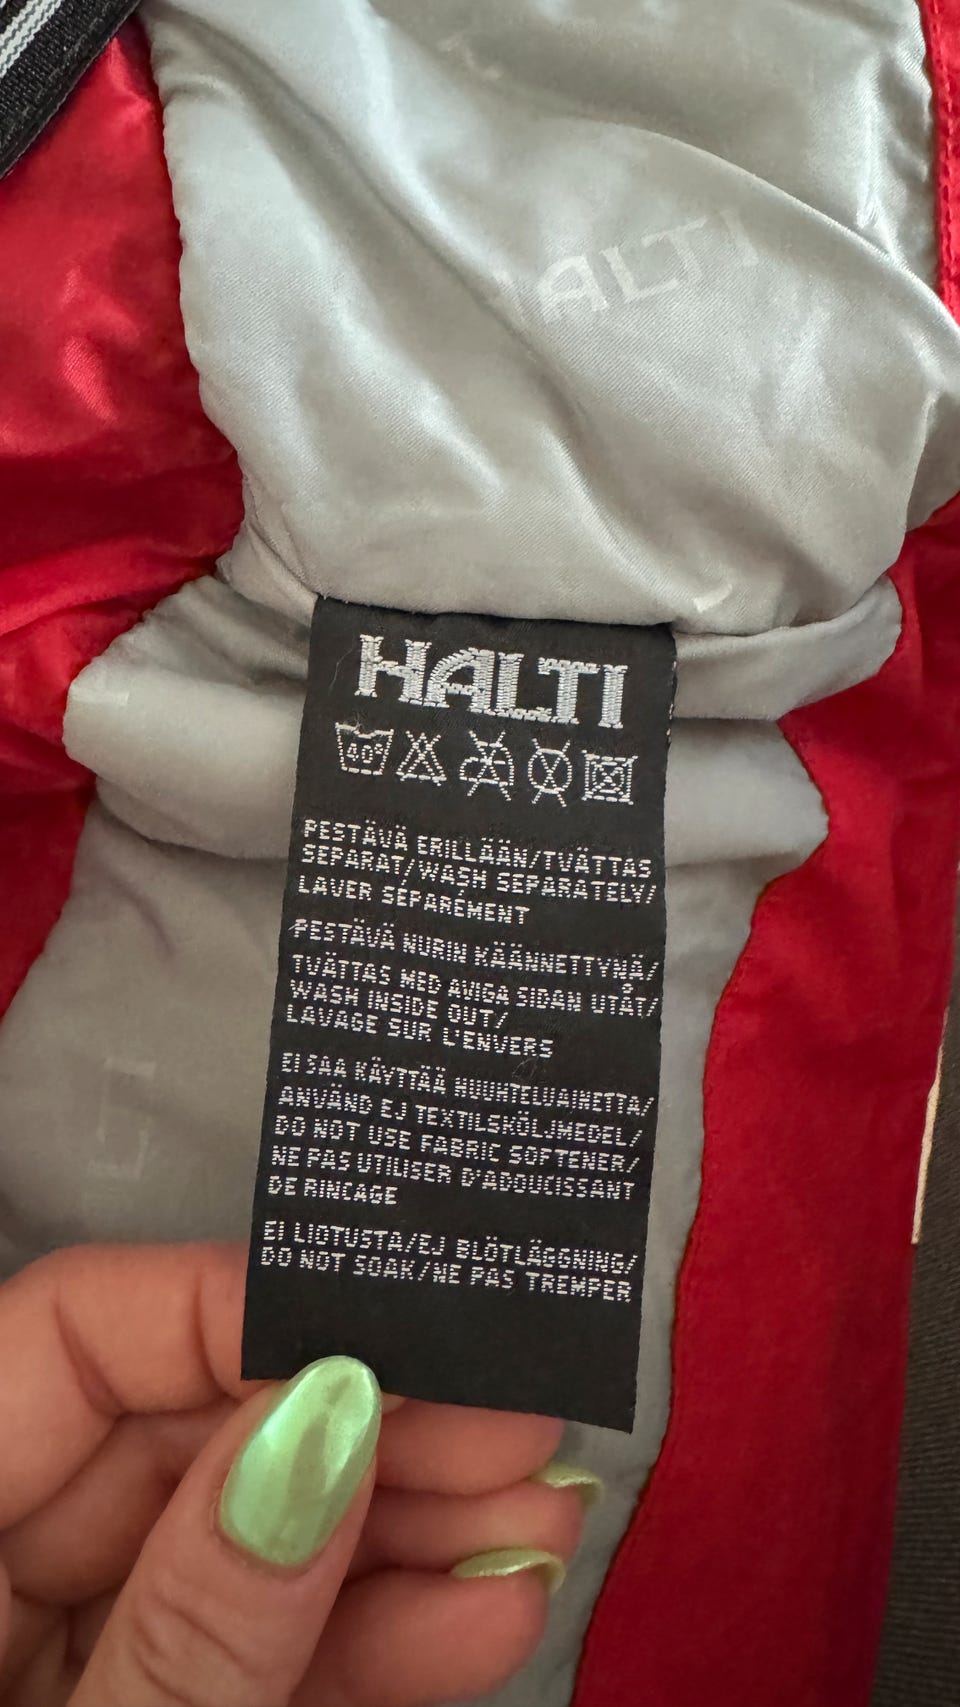 HALTI
HALTI
40°
PESTÄVÄ ERILLÄÄN/TVÄTTAS
SEPARAT/WASH SEPARATELY/
LAVER SÉPARÉMENT
PESTÄVÄ NURIN KÄÄNNETTYNÄ/
TVÄTTAS MED AVIGA SIDAN UTÅT/
WASH INSIDE OUT/
LAVAGE SUR L'ENVERS
EI SAA KÄYTTÄÄ HUUHTELUAINETTA/
ANVÄND EJ TEXTILSKÖLJMEDEL/
DO NOT USE FABRIC SOFTENER/
NE PAS UTILISER D'ADOUCISSANT
DE RINCAGE
EI LIOTUSTA/EJ BLÖTLÄGGNING/
DO NOT SOAK/NE PAS TREMPER